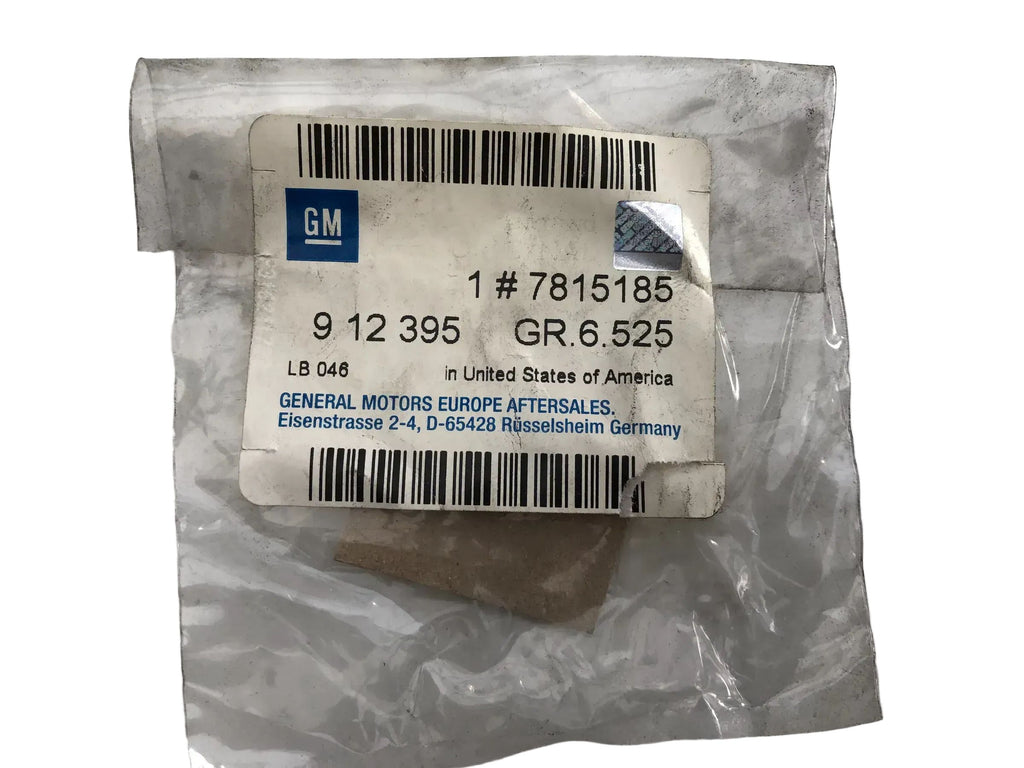 GM
1 # 7815185
9 12 395 GR.6.525
LB 046 in United States of America
GENERAL MOTORS EUROPE AFTERSALES.
Eisenstrasse 2-4, D-65428 Rüsselsheim Germany